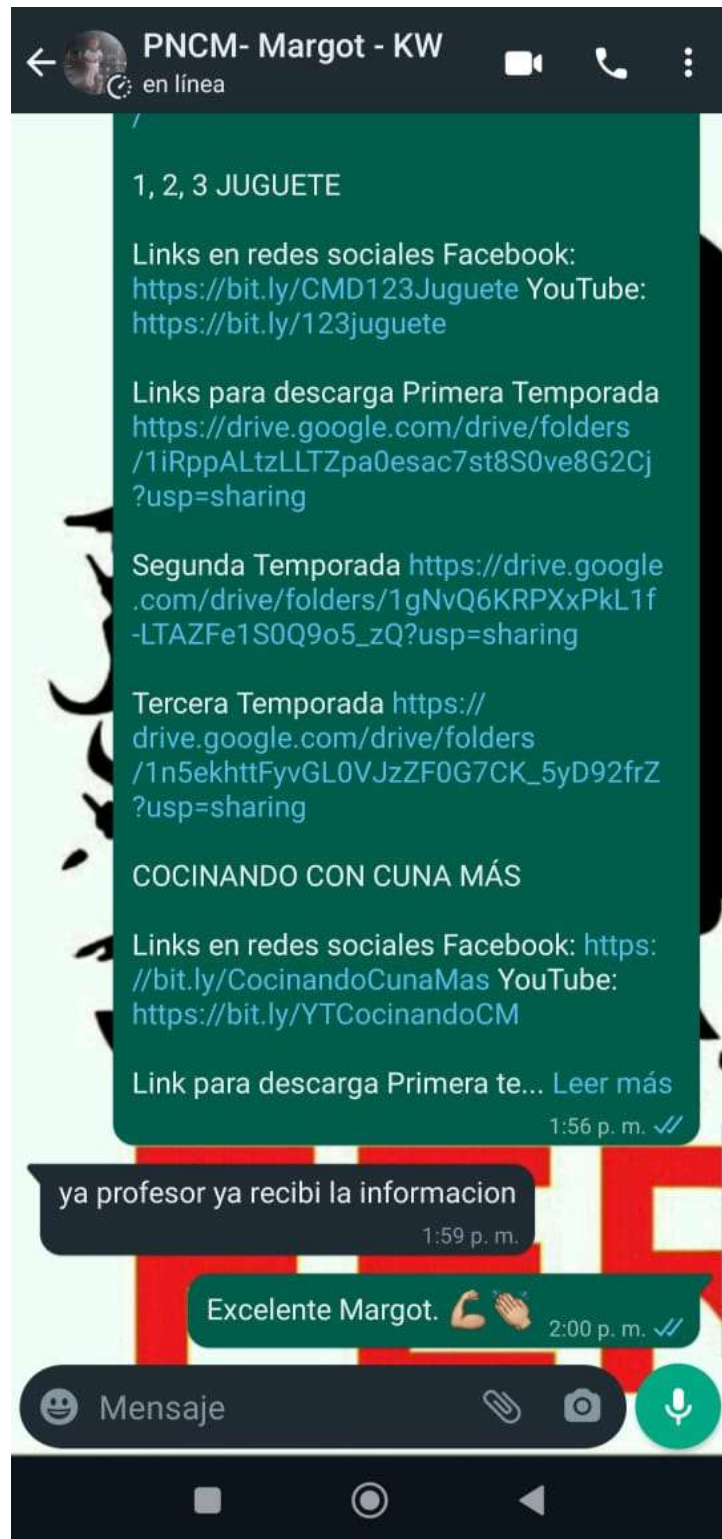 PNCM- Margot - KW
en línea
/
1, 2, 3 JUGUETE
Links en redes sociales Facebook:
https://bit.ly/CMD123Juguete YouTube:
https://bit.ly/123juguete
Links para descarga Primera Temporada
https://drive.google.com/drive/folders
/1iRppALtzLLTZpa0esac7st8S0ve8G2Cj
?usp=sharing
Segunda Temporada https://drive.google
.com/drive/folders/1gNvQ6KRPXxPkL1f
-LTAZFe1S0Q9o5_zQ?usp=sharing
Tercera Temporada https://
drive.google.com/drive/folders
/1n5ekhttFyvGL0VJzZF0G7CK_5yD92frZ
?usp=sharing
COCINANDO CON CUNA MÁS
Links en redes sociales Facebook: https:
//bit.ly/CocinandoCunaMas YouTube:
https://bit.ly/YTCocinandoCM
Link para descarga Primera te... Leer más
1:56 p. m.
ya profesor ya recibi la informacion
1:59 p. m.
Excelente Margot. 💪👏
2:00 p. m.
Mensaje